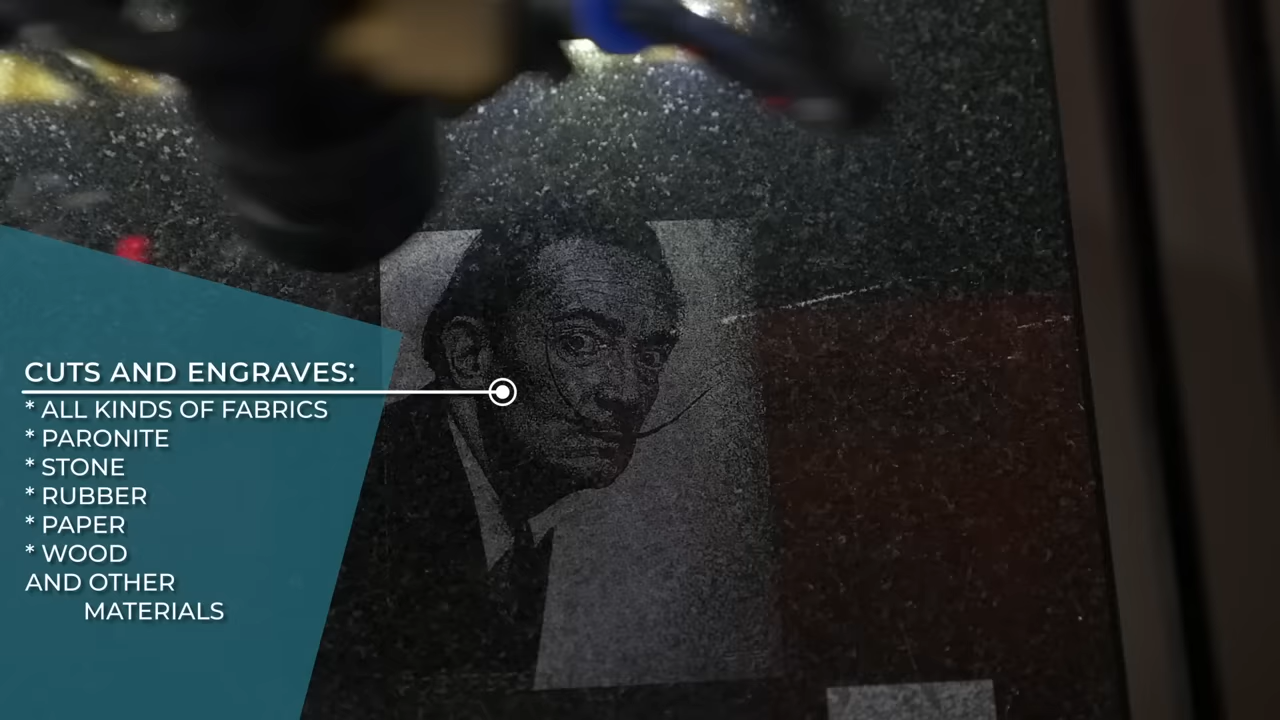 CUTS AND ENGRAVES:
* ALL KINDS OF FABRICS
* PARONITE
* STONE
* RUBBER
* PAPER
* WOOD
AND OTHER
MATERIALS